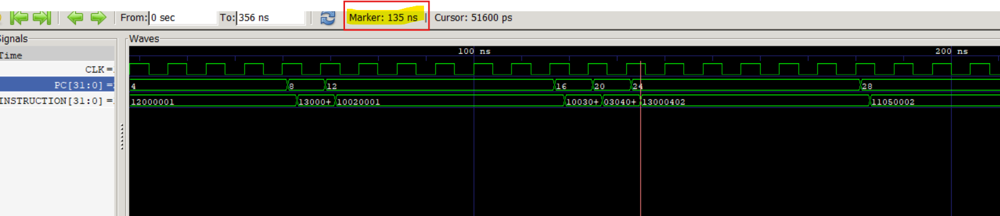 From: 0 sec To: 356 ns Marker: 135 ns | Cursor: 51600 ps
Signals Waves
Time 100 ns 200 ns
CLK =
PC[31:0] = 4 8 12 16 20 24 28
INSTRUCTION[31:0] = 12000001 13000+ 10020001 10030+ 03040+ 13000402 11050002